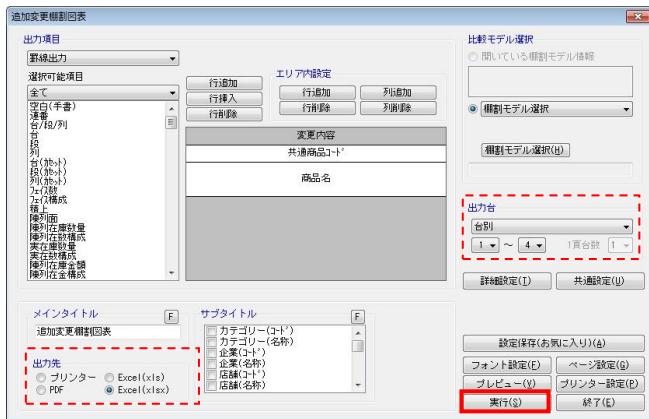 追加変更棚割図表
出力項目
罫線出力
選択可能項目
全て
空白(手書)
連番
台/段/列
台
段
列
台(ｶｾｯﾄ)
段(ｶｾｯﾄ)
列(ｶｾｯﾄ)
ﾌｪｲｽ数
ﾌｪｲｽ構成
積上
陳列面
陳列在庫数量
陳列在数構成
実在庫数量
実在数構成
陳列在庫金額
陳列在金構成
行追加
行挿入
行削除
エリア内設定
行追加
列追加
行削除
列削除
変更内容
共通商品ｺｰﾄﾞ
商品名
比較モデル選択
開いている棚割モデル情報
棚割モデル選択
棚割モデル選択(H)
出力台
台別
1 ～ 4 1頁台数 1
詳細設定(I)
共通設定(U)
メインタイトル F
追加変更棚割図表
サブタイトル F
カテゴリー(ｺｰﾄﾞ)
カテゴリー(名称)
企業(ｺｰﾄﾞ)
企業(名称)
店舗(ｺｰﾄﾞ)
店舗(名称)
出力先
プリンター Excel(xls)
PDF Excel(xlsx)
設定保存(お気に入り)(A)
フォント設定(F)
ページ設定(G)
プレビュー(V)
プリンター設定(P)
実行(S)
終了(E)